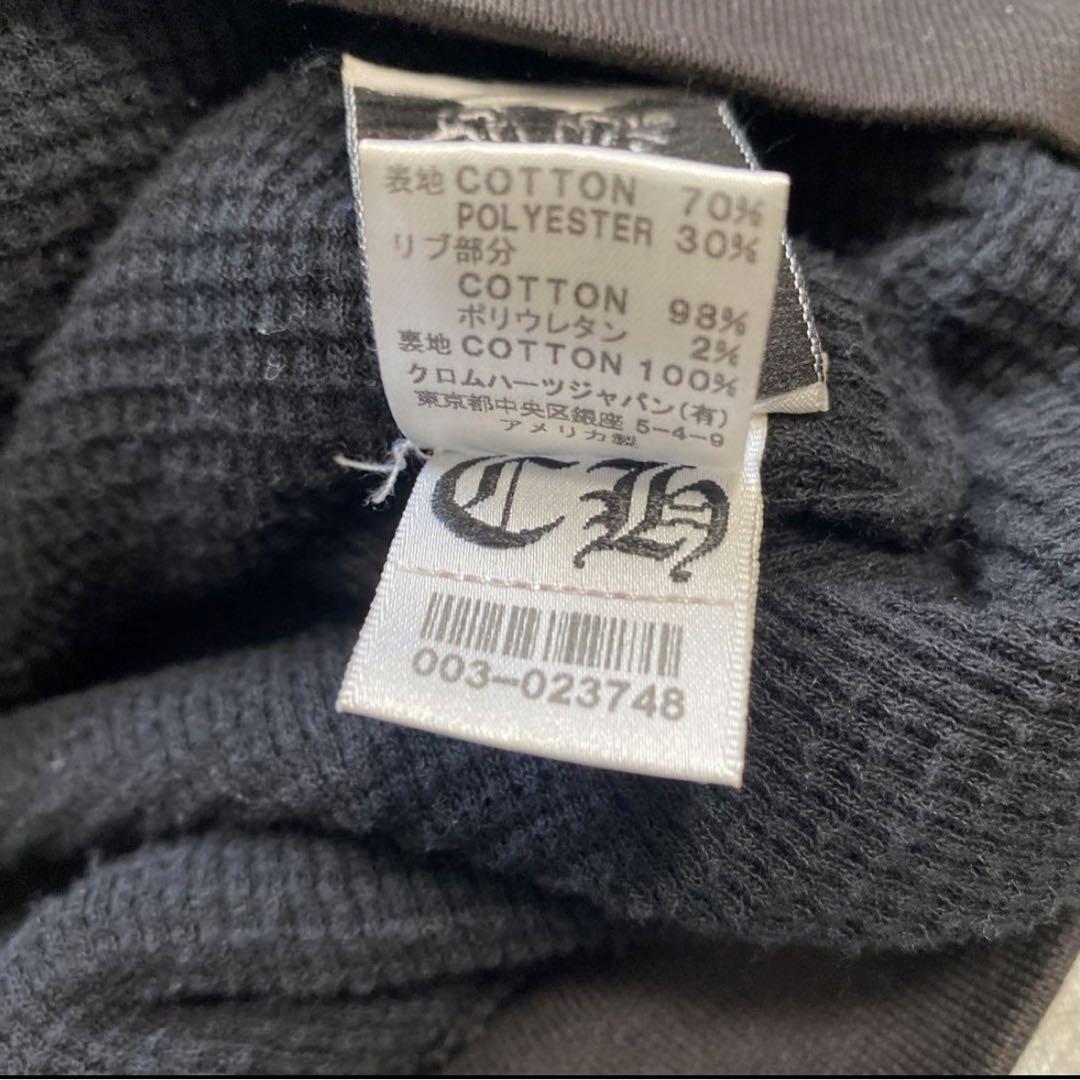 表地 COTTON 70%
POLYESTER 30%
リブ部分
COTTON 98%
ポリウレタン 2%
裏地 COTTON 100%
クロムハーツジャパン(有)
東京都中央区銀座 5-4-9
アメリカ製
CH
003-023748